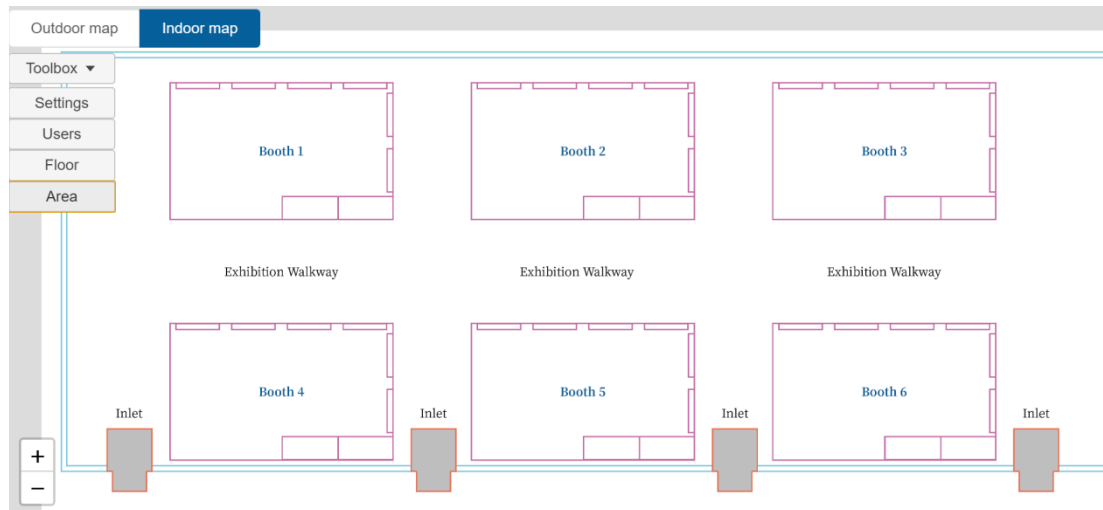 Outdoor map
Indoor map
Toolbox
Settings
Users
Floor
Area
Booth 1
Booth 2
Booth 3
Exhibition Walkway
Exhibition Walkway
Exhibition Walkway
Booth 4
Booth 5
Booth 6
Inlet
Inlet
Inlet
Inlet
+
−